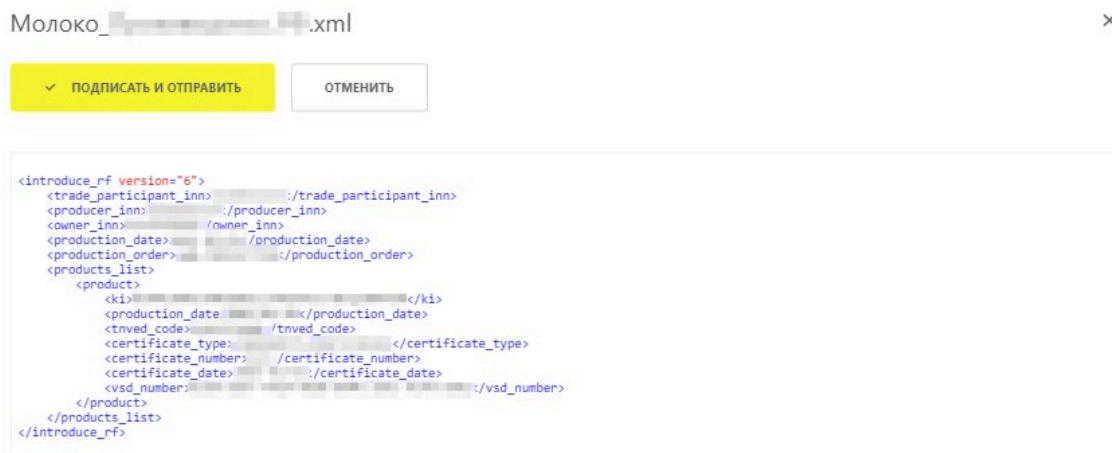 Молоко_ .xml
✓ ПОДПИСАТЬ И ОТПРАВИТЬ ОТМЕНИТЬ
<introduce_rf version="6">
<trade_participant_inn> :/trade_participant_inn>
<producer_inn> :/producer_inn>
<owner_inn> /owner_inn>
<production_date> /production_date>
<production_order> :/production_order>
<products_list>
<product>
<ki> </ki>
<production_date </production_date>
<tnved_code> /tnved_code>
<certificate_type> </certificate_type>
<certificate_number> /certificate_number>
<certificate_date> :/certificate_date>
<vsd_number> :/vsd_number>
</product>
</products_list>
</introduce_rf>